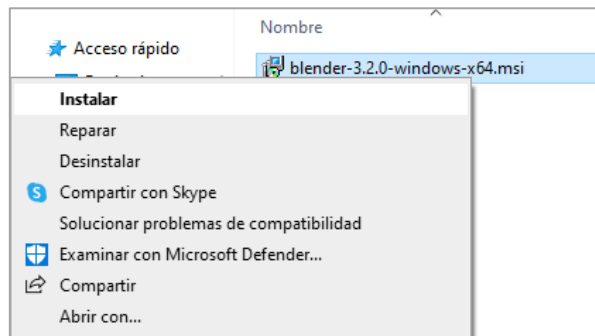 Nombre
Acceso rápido
blender-3.2.0-windows-x64.msi
Instalar
Reparar
Desinstalar
Compartir con Skype
Solucionar problemas de compatibilidad
Examinar con Microsoft Defender...
Compartir
Abrir con...